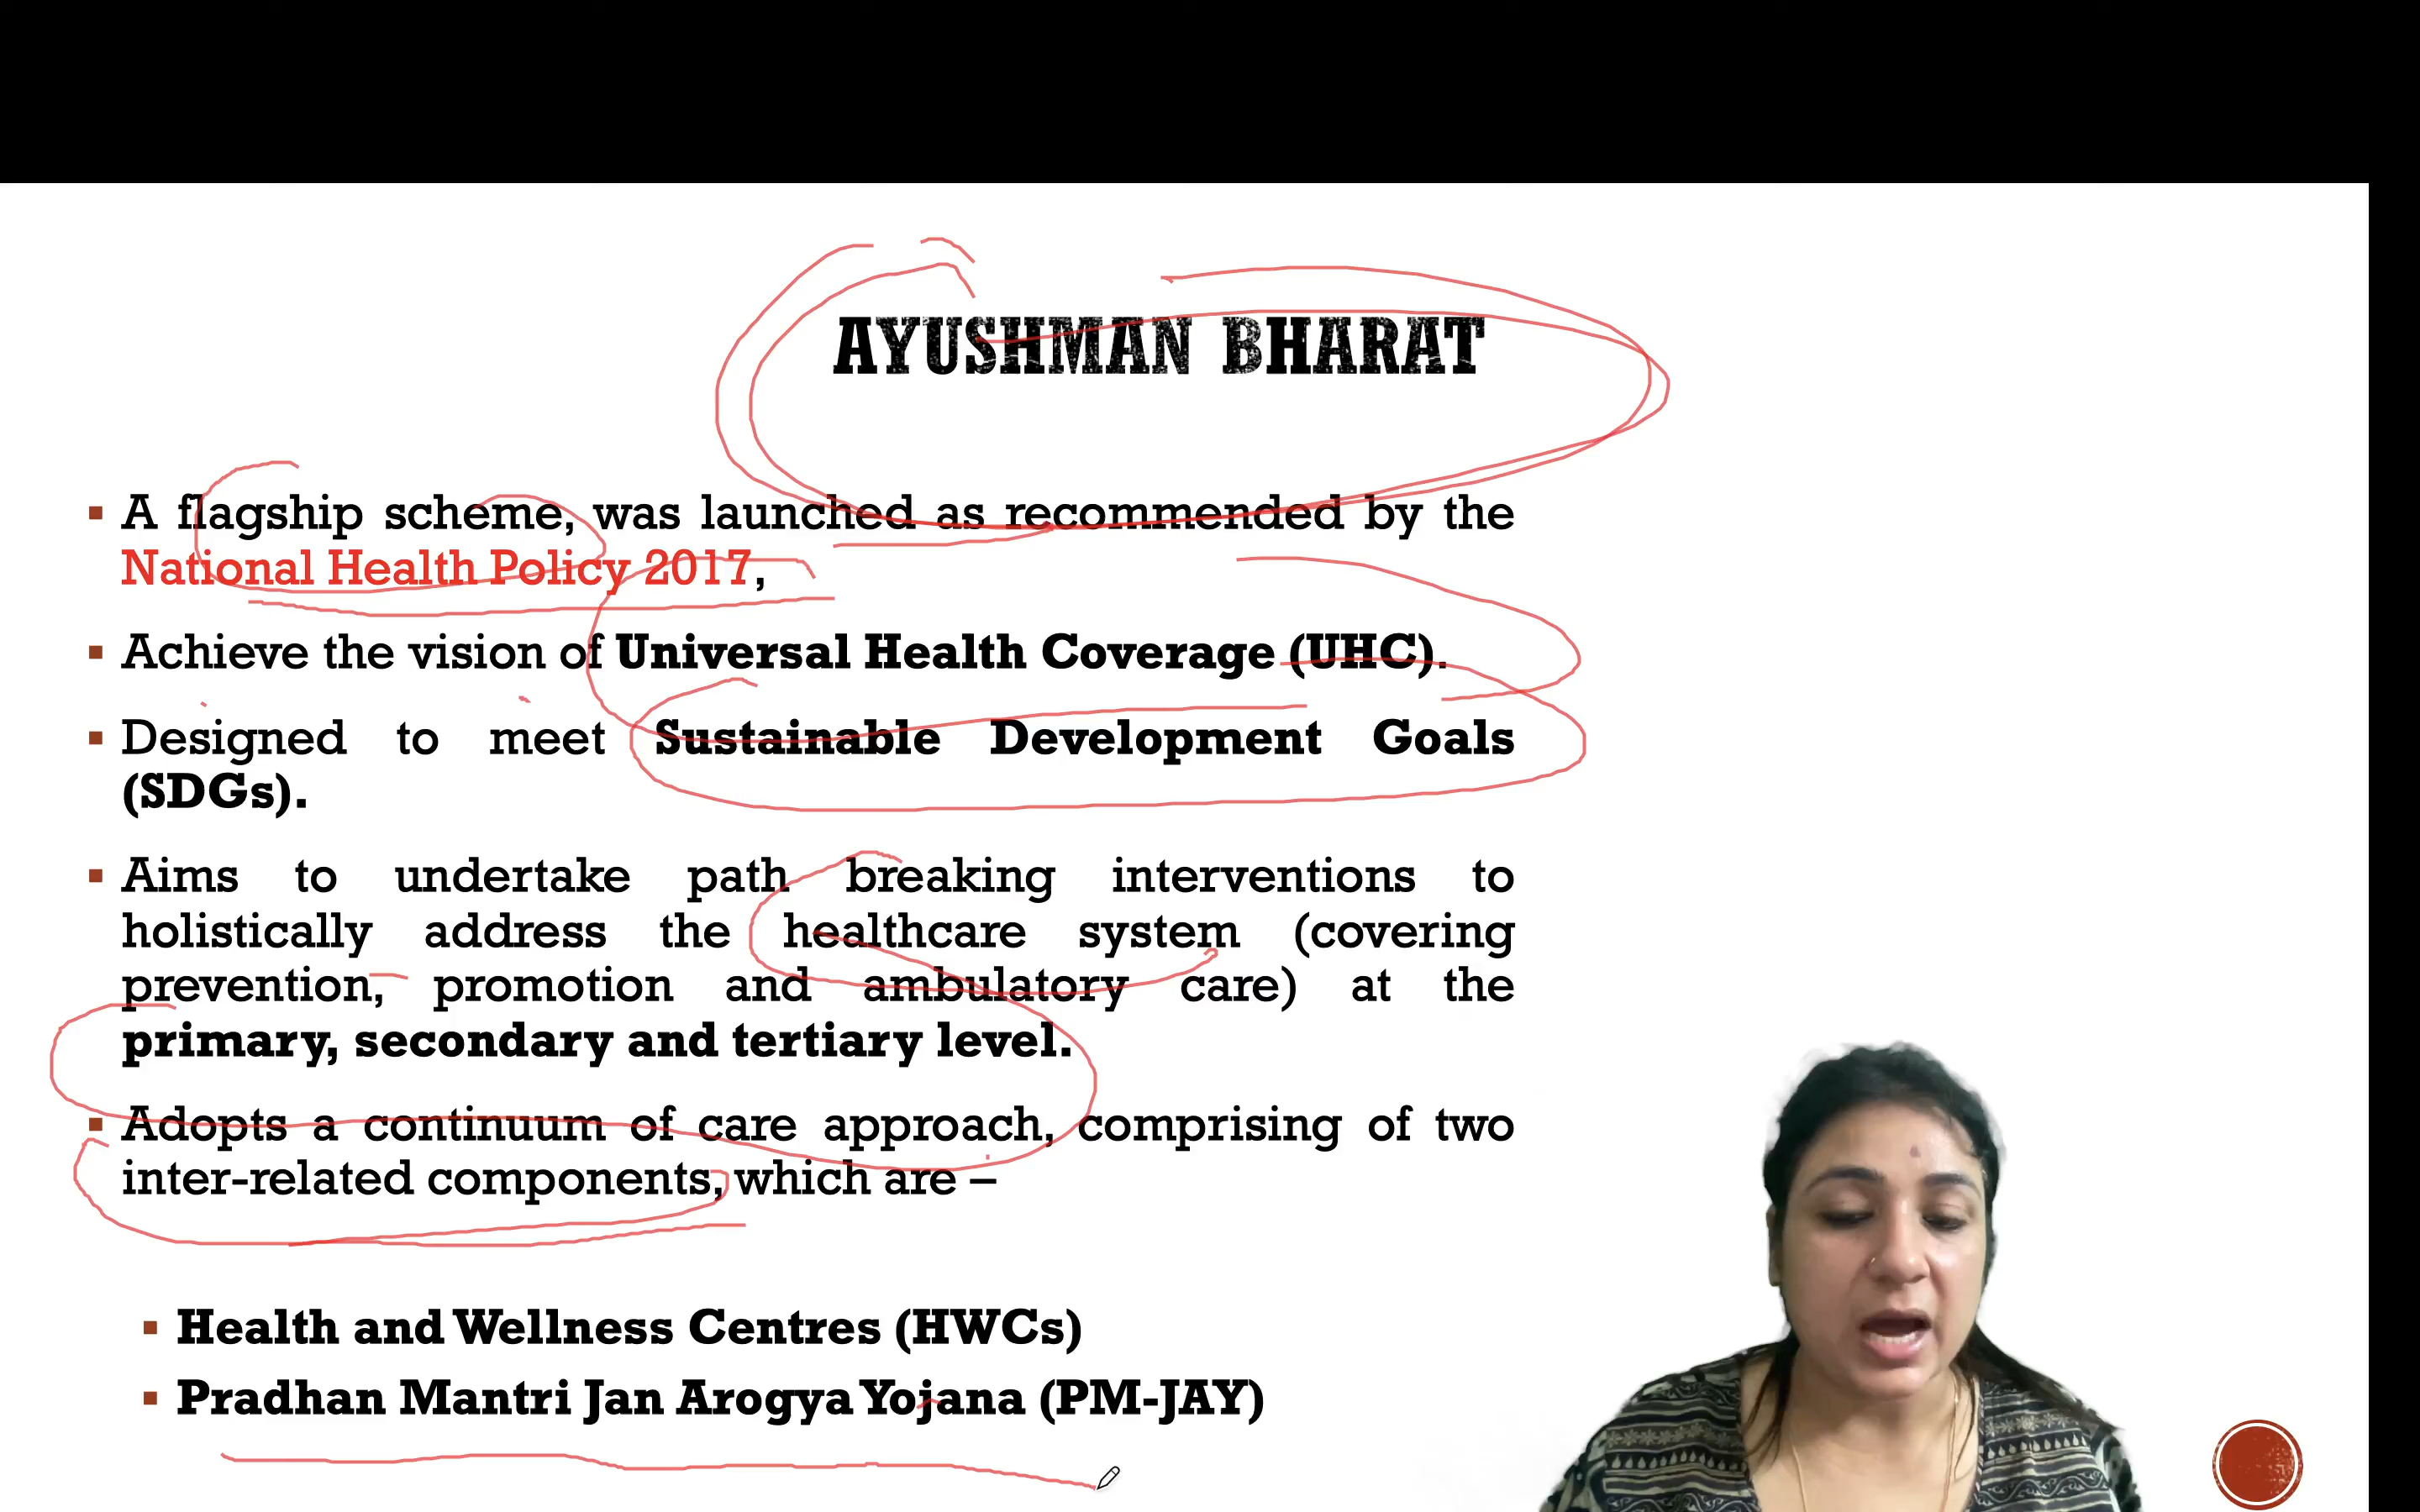 AYUSHMAN BHARAT
A flagship scheme, was launched as recommended by the
National Health Policy 2017,
Achieve the vision of Universal Health Coverage (UHC).
Designed to meet Sustainable Development Goals
(SDGs).
Aims to undertake path breaking interventions to
holistically address the healthcare system (covering
prevention, promotion and ambulatory care) at the
primary, secondary and tertiary level.
Adopts a continuum of care approach, comprising of two
inter-related components, which are –
Health and Wellness Centres (HWCs)
Pradhan Mantri Jan Arogya Yojana (PM-JAY)